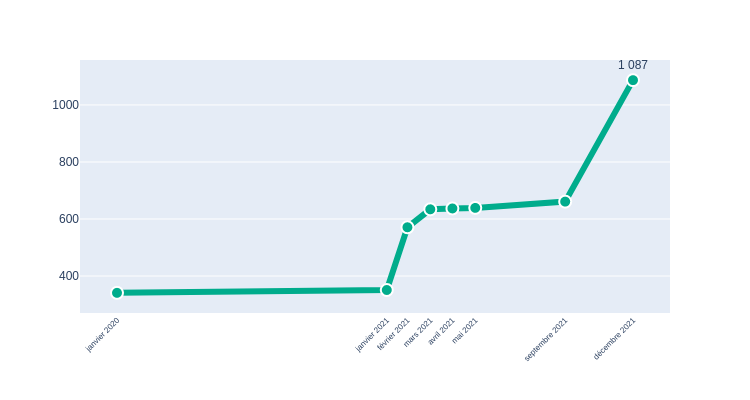 1 087
1000
800
600
400
janvier 2020
janvier 2021
février 2021
mars 2021
avril 2021
mai 2021
septembre 2021
décembre 2021